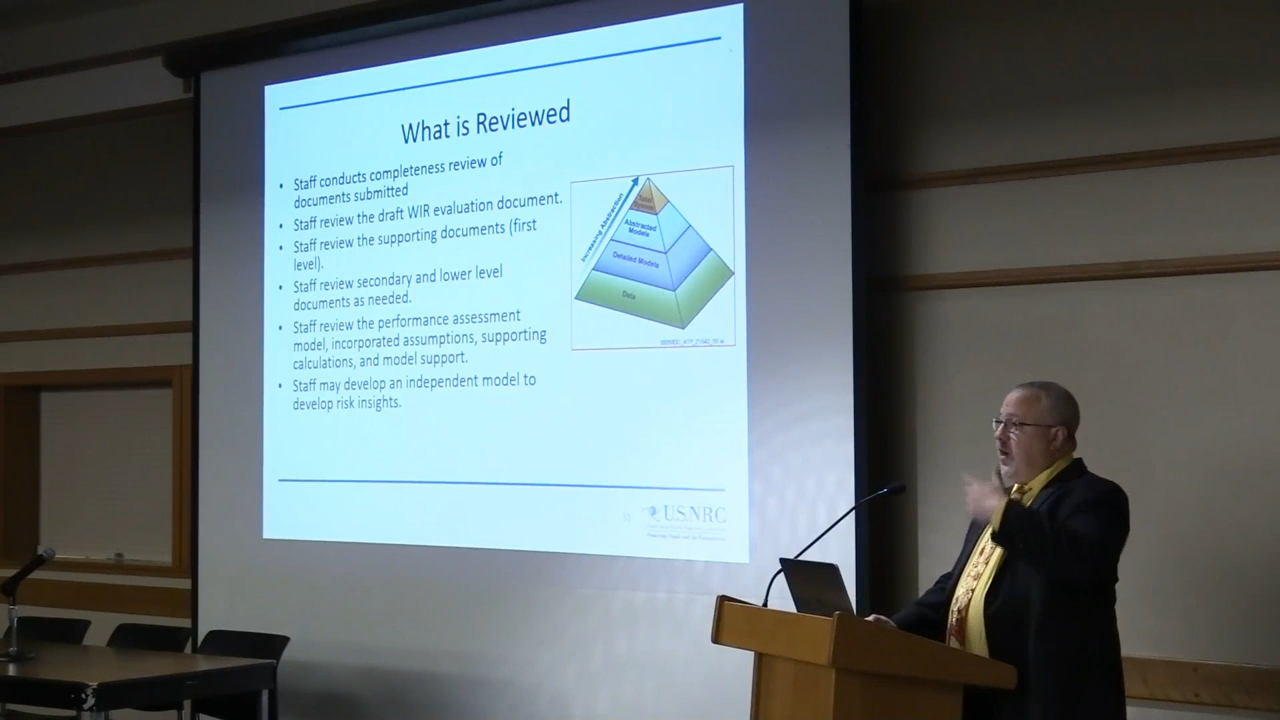 What is Reviewed
• Staff conducts completeness review of
documents submitted
• Staff review the draft WIR evaluation document.
• Staff review the supporting documents (first
level).
• Staff review secondary and lower level
documents as needed.
• Staff review the performance assessment
model, incorporated assumptions, supporting
calculations, and model support.
• Staff may develop an independent model to
develop risk insights.
Increasing Abstraction
Abstracted
Models
Detailed Models
Data
U.S.NRC